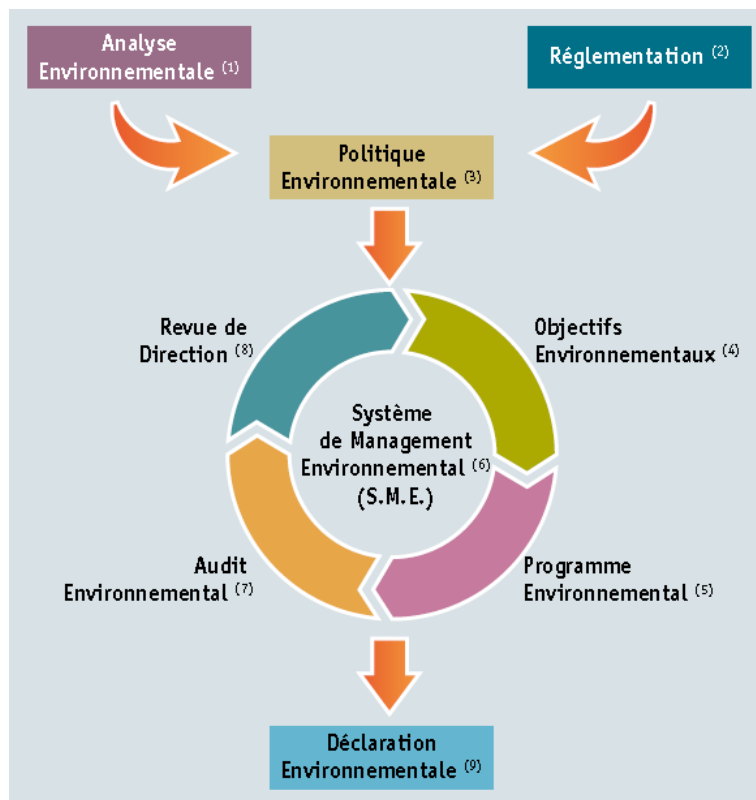 Analyse
Environnementale (1)
Réglementation (2)
Politique
Environnementale (3)
Revue de
Direction (8)
Objectifs
Environnementaux (4)
Système
de Management
Environnemental (6)
(S.M.E.)
Audit
Environnemental (7)
Programme
Environnemental (5)
Déclaration
Environnementale (9)